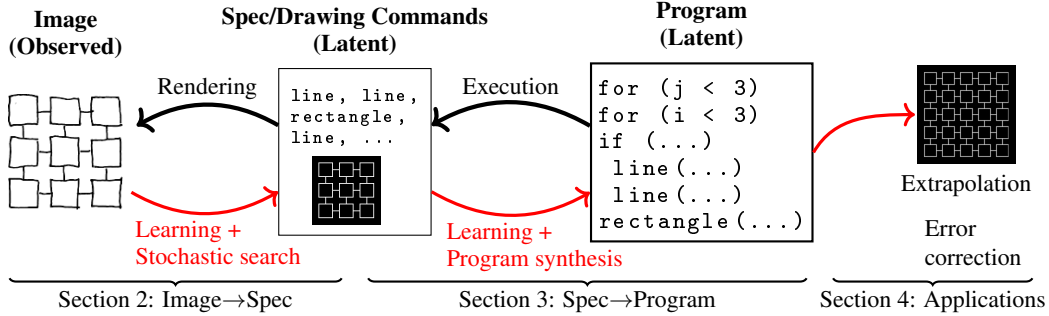 Image
(Observed)
Spec/Drawing Commands
(Latent)
Program
(Latent)
Rendering
line, line,
rectangle,
line, ...
Execution
for (j < 3)
for (i < 3)
if (...)
line(...)
line(...)
rectangle(...)
Extrapolation
Learning +
Stochastic search
Learning +
Program synthesis
Error
correction
Section 2: Image→Spec
Section 3: Spec→Program
Section 4: Applications